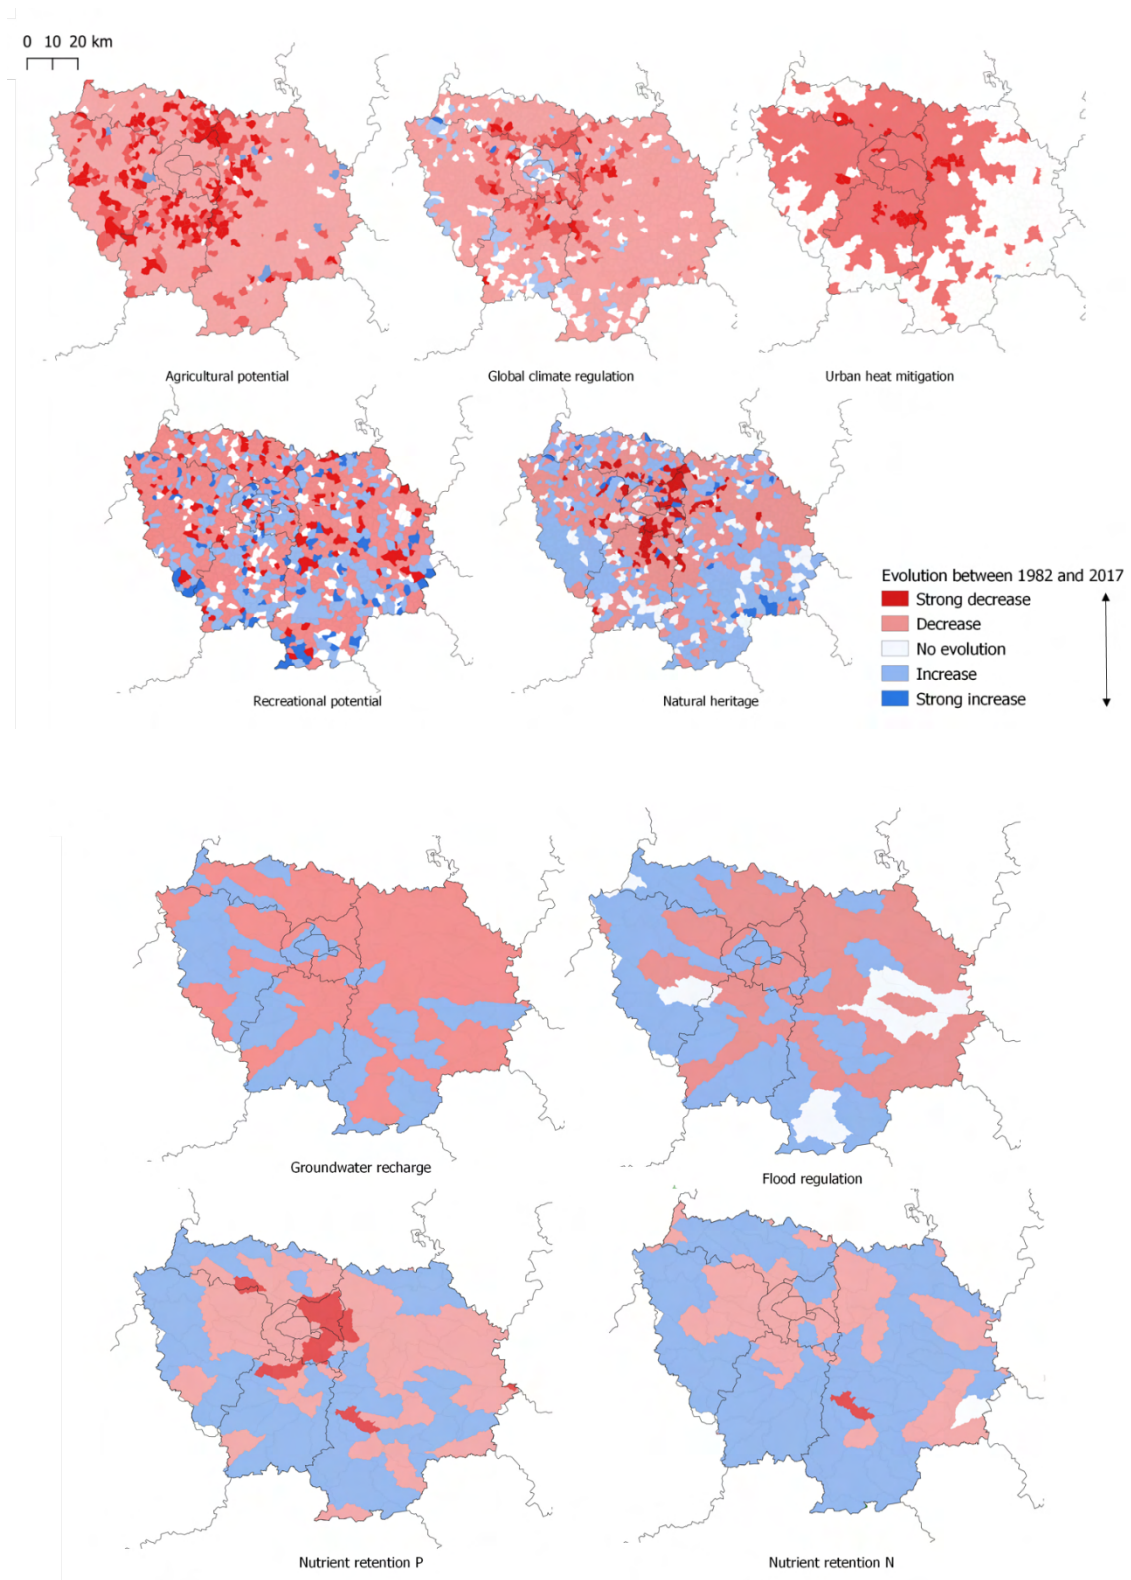 0 10 20 km
Agricultural potential
Global climate regulation
Urban heat mitigation
Recreational potential
Natural heritage
Evolution between 1982 and 2017
Strong decrease
Decrease
No evolution
Increase
Strong increase
Groundwater recharge
Flood regulation
Nutrient retention P
Nutrient retention N